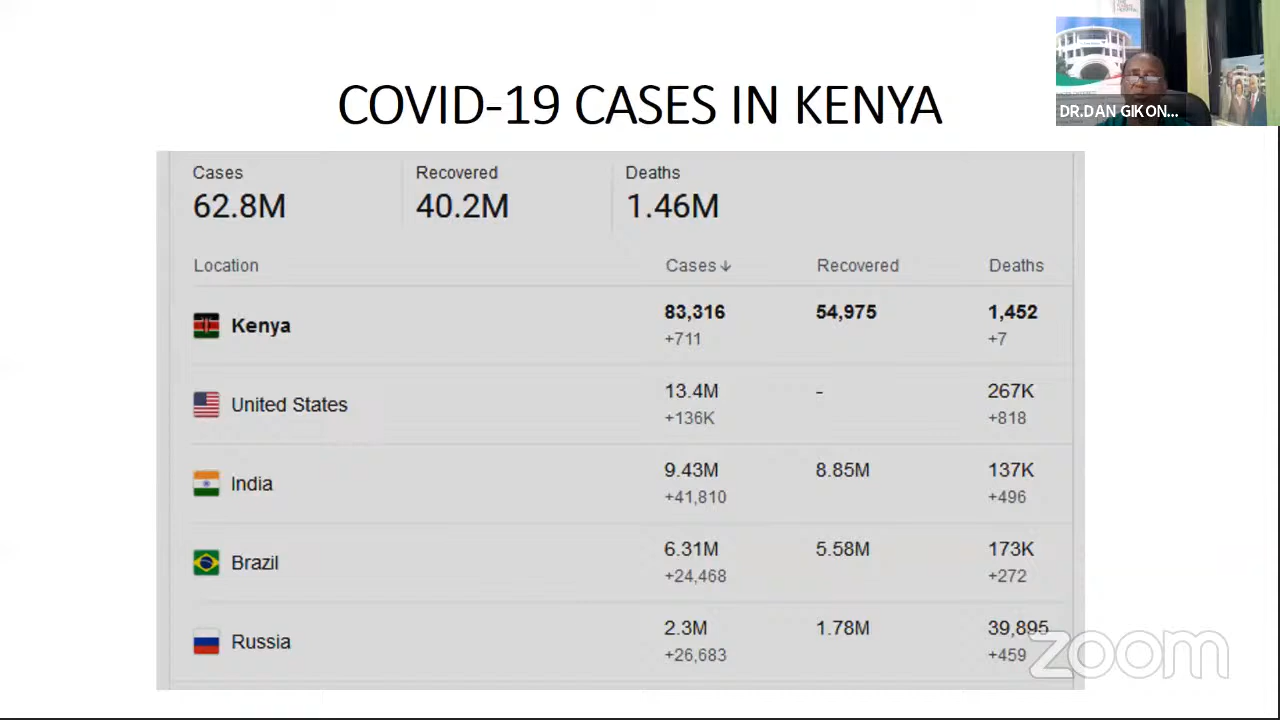 COVID-19 CASES IN KENYA
DR.DAN GIKON...
Cases Recovered Deaths
62.8M 40.2M 1.46M
Location Cases↓ Recovered Deaths
Kenya 83,316 54,975 1,452
+711 +7
United States 13.4M - 267K
+136K +818
India 9.43M 8.85M 137K
+41,810 +496
Brazil 6.31M 5.58M 173K
+24,468 +272
Russia 2.3M 1.78M 39,895
+26,683 +459
zoom